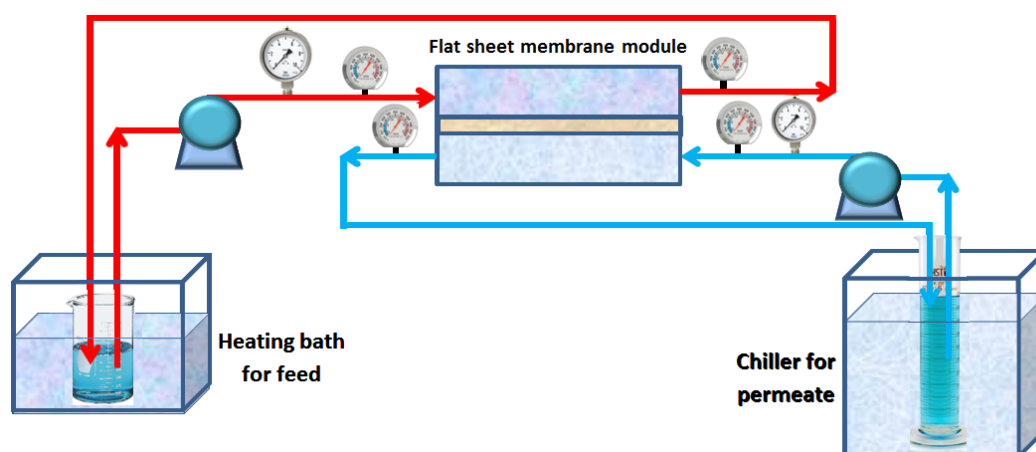 Flat sheet membrane module
Heating bath
for feed
Chiller for
permeate